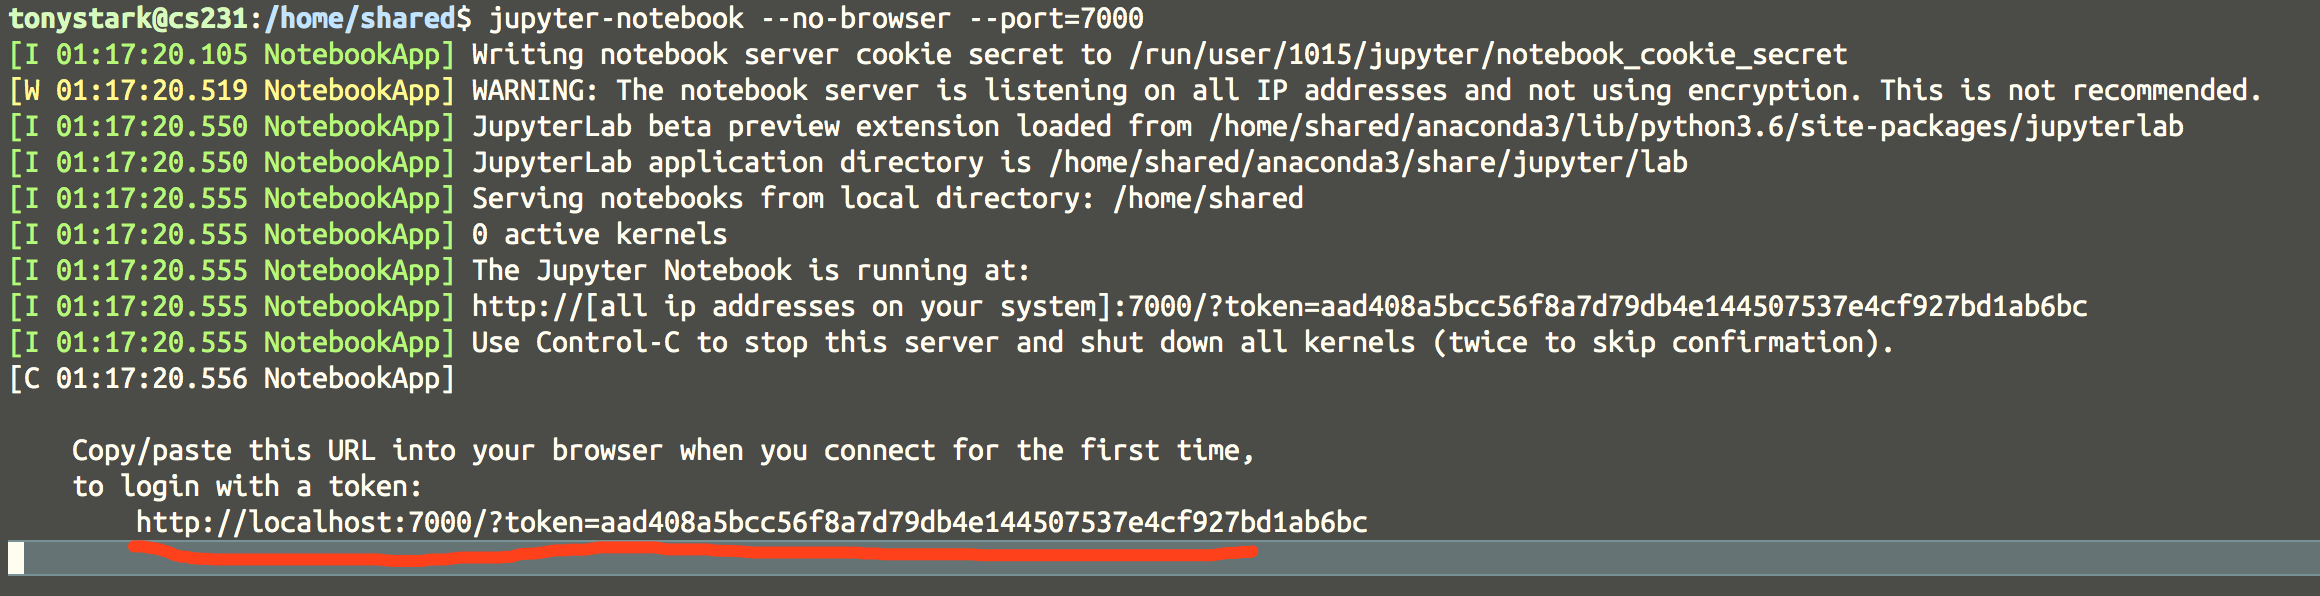 tonystark@cs231:/home/shared$ jupyter-notebook --no-browser --port=7000
[I 01:17:20.105 NotebookApp] Writing notebook server cookie secret to /run/user/1015/jupyter/notebook_cookie_secret
[W 01:17:20.519 NotebookApp] WARNING: The notebook server is listening on all IP addresses and not using encryption. This is not recommended.
[I 01:17:20.550 NotebookApp] JupyterLab beta preview extension loaded from /home/shared/anaconda3/lib/python3.6/site-packages/jupyterlab
[I 01:17:20.550 NotebookApp] JupyterLab application directory is /home/shared/anaconda3/share/jupyter/lab
[I 01:17:20.555 NotebookApp] Serving notebooks from local directory: /home/shared
[I 01:17:20.555 NotebookApp] 0 active kernels
[I 01:17:20.555 NotebookApp] The Jupyter Notebook is running at:
[I 01:17:20.555 NotebookApp] http://[all ip addresses on your system]:7000/?token=aad408a5bcc56f8a7d79db4e144507537e4cf927bd1ab6bc
[I 01:17:20.555 NotebookApp] Use Control-C to stop this server and shut down all kernels (twice to skip confirmation).
[C 01:17:20.556 NotebookApp]
Copy/paste this URL into your browser when you connect for the first time,
to login with a token:
http://localhost:7000/?token=aad408a5bcc56f8a7d79db4e144507537e4cf927bd1ab6bc